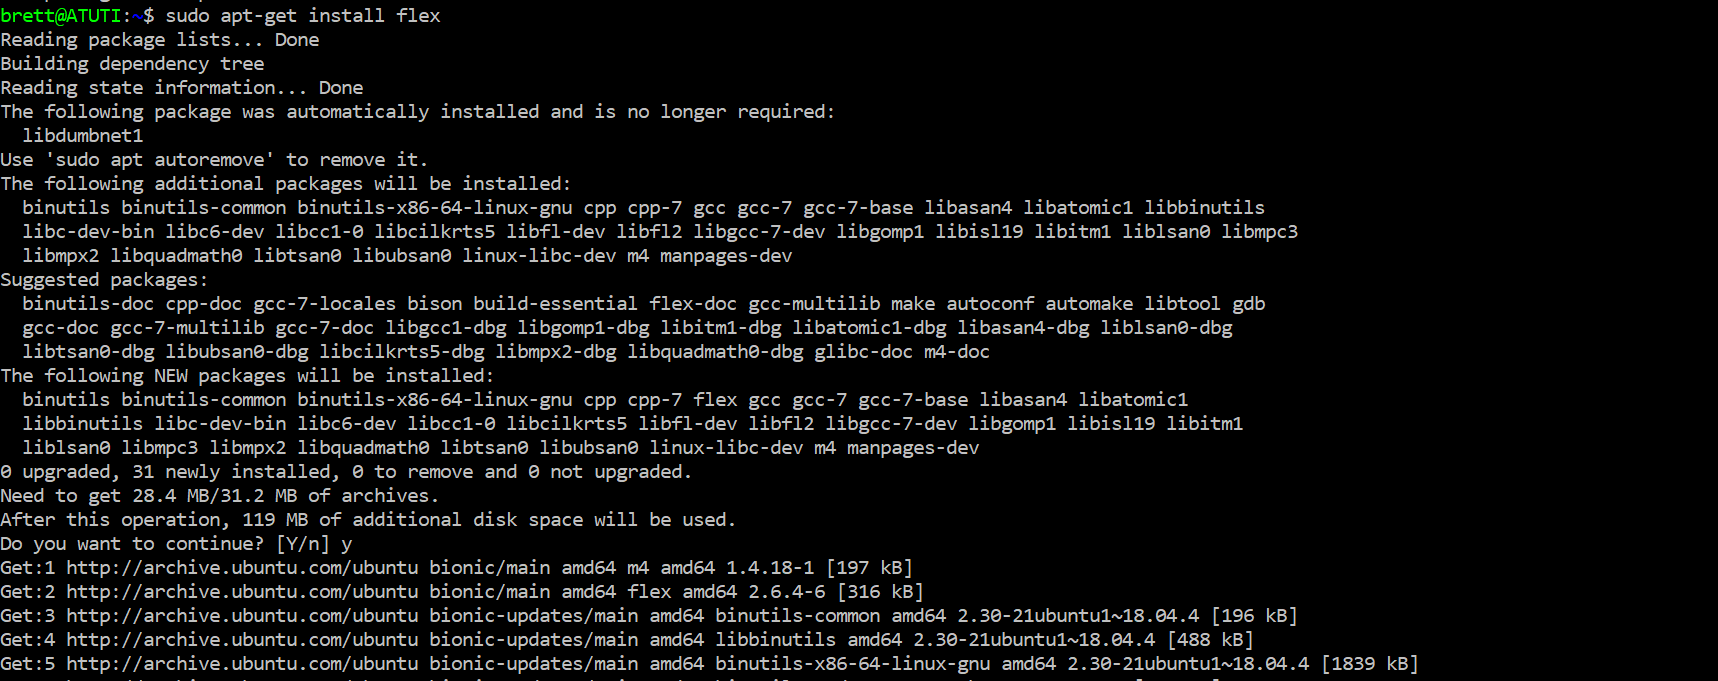 brett@ATUTI:~$ sudo apt-get install flex
Reading package lists... Done
Building dependency tree
Reading state information... Done
The following package was automatically installed and is no longer required:
  libdumbnet1
Use 'sudo apt autoremove' to remove it.
The following additional packages will be installed:
  binutils binutils-common binutils-x86-64-linux-gnu cpp cpp-7 gcc gcc-7 gcc-7-base libasan4 libatomic1 libbinutils
  libc-dev-bin libc6-dev libcc1-0 libcilkrts5 libfl-dev libfl2 libgcc-7-dev libgomp1 libisl19 libitm1 liblsan0 libmpc3
  libmpx2 libquadmath0 libtsan0 libubsan0 linux-libc-dev m4 manpages-dev
Suggested packages:
  binutils-doc cpp-doc gcc-7-locales bison build-essential flex-doc gcc-multilib make autoconf automake libtool gdb
  gcc-doc gcc-7-multilib gcc-7-doc libgcc1-dbg libgomp1-dbg libitm1-dbg libatomic1-dbg libasan4-dbg liblsan0-dbg
  libtsan0-dbg libubsan0-dbg libcilkrts5-dbg libmpx2-dbg libquadmath0-dbg glibc-doc m4-doc
The following NEW packages will be installed:
  binutils binutils-common binutils-x86-64-linux-gnu cpp cpp-7 flex gcc gcc-7 gcc-7-base libasan4 libatomic1
  libbinutils libc-dev-bin libc6-dev libcc1-0 libcilkrts5 libfl-dev libfl2 libgcc-7-dev libgomp1 libisl19 libitm1
  liblsan0 libmpc3 libmpx2 libquadmath0 libtsan0 libubsan0 linux-libc-dev m4 manpages-dev
0 upgraded, 31 newly installed, 0 to remove and 0 not upgraded.
Need to get 28.4 MB/31.2 MB of archives.
After this operation, 119 MB of additional disk space will be used.
Do you want to continue? [Y/n] y
Get:1 http://archive.ubuntu.com/ubuntu bionic/main amd64 m4 amd64 1.4.18-1 [197 kB]
Get:2 http://archive.ubuntu.com/ubuntu bionic/main amd64 flex amd64 2.6.4-6 [316 kB]
Get:3 http://archive.ubuntu.com/ubuntu bionic-updates/main amd64 binutils-common amd64 2.30-21ubuntu1~18.04.4 [196 kB]
Get:4 http://archive.ubuntu.com/ubuntu bionic-updates/main amd64 libbinutils amd64 2.30-21ubuntu1~18.04.4 [488 kB]
Get:5 http://archive.ubuntu.com/ubuntu bionic-updates/main amd64 binutils-x86-64-linux-gnu amd64 2.30-21ubuntu1~18.04.4 [1839 kB]